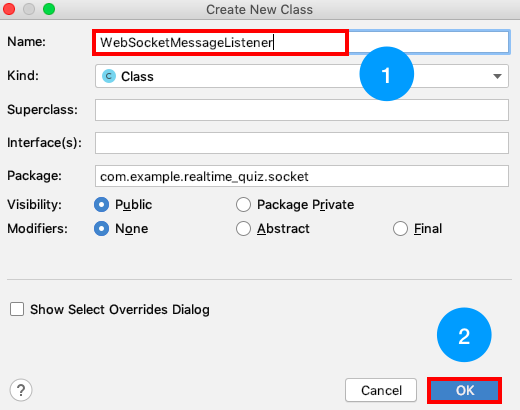 Create New Class
Name: WebSocketMessageListener
1
Kind: C Class
Superclass:
Interface(s):
Package: com.example.realtime_quiz.socket
Visibility: Public Package Private
Modifiers: None Abstract Final
Show Select Overrides Dialog
2
? Cancel OK